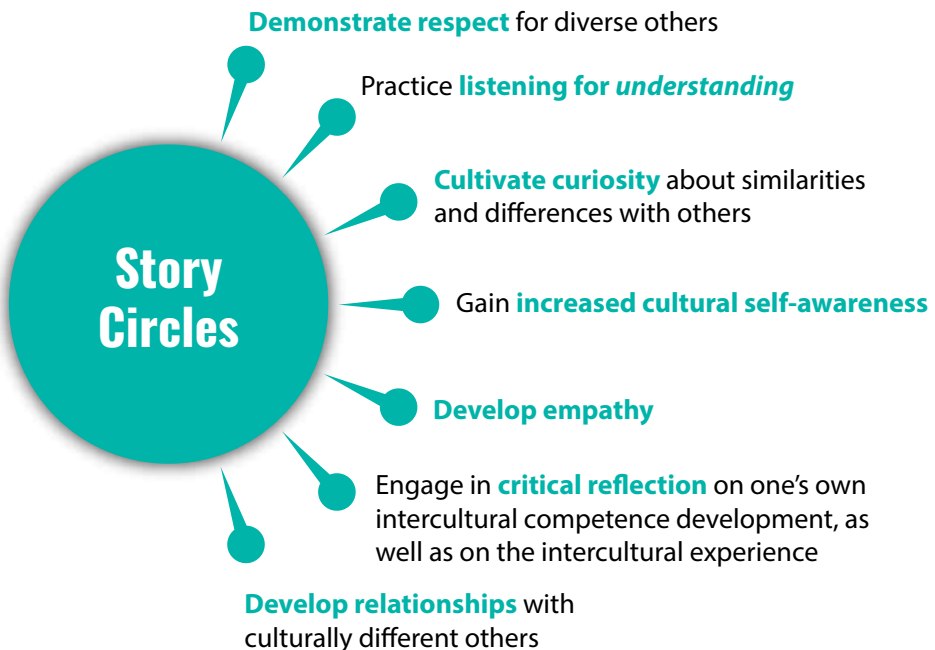 Demonstrate respect for diverse others
Practice listening for understanding
Cultivate curiosity about similarities
and differences with others
Story
Circles
Gain increased cultural self-awareness
Develop empathy
Engage in critical reflection on one’s own
intercultural competence development, as
well as on the intercultural experience
Develop relationships with
culturally different others